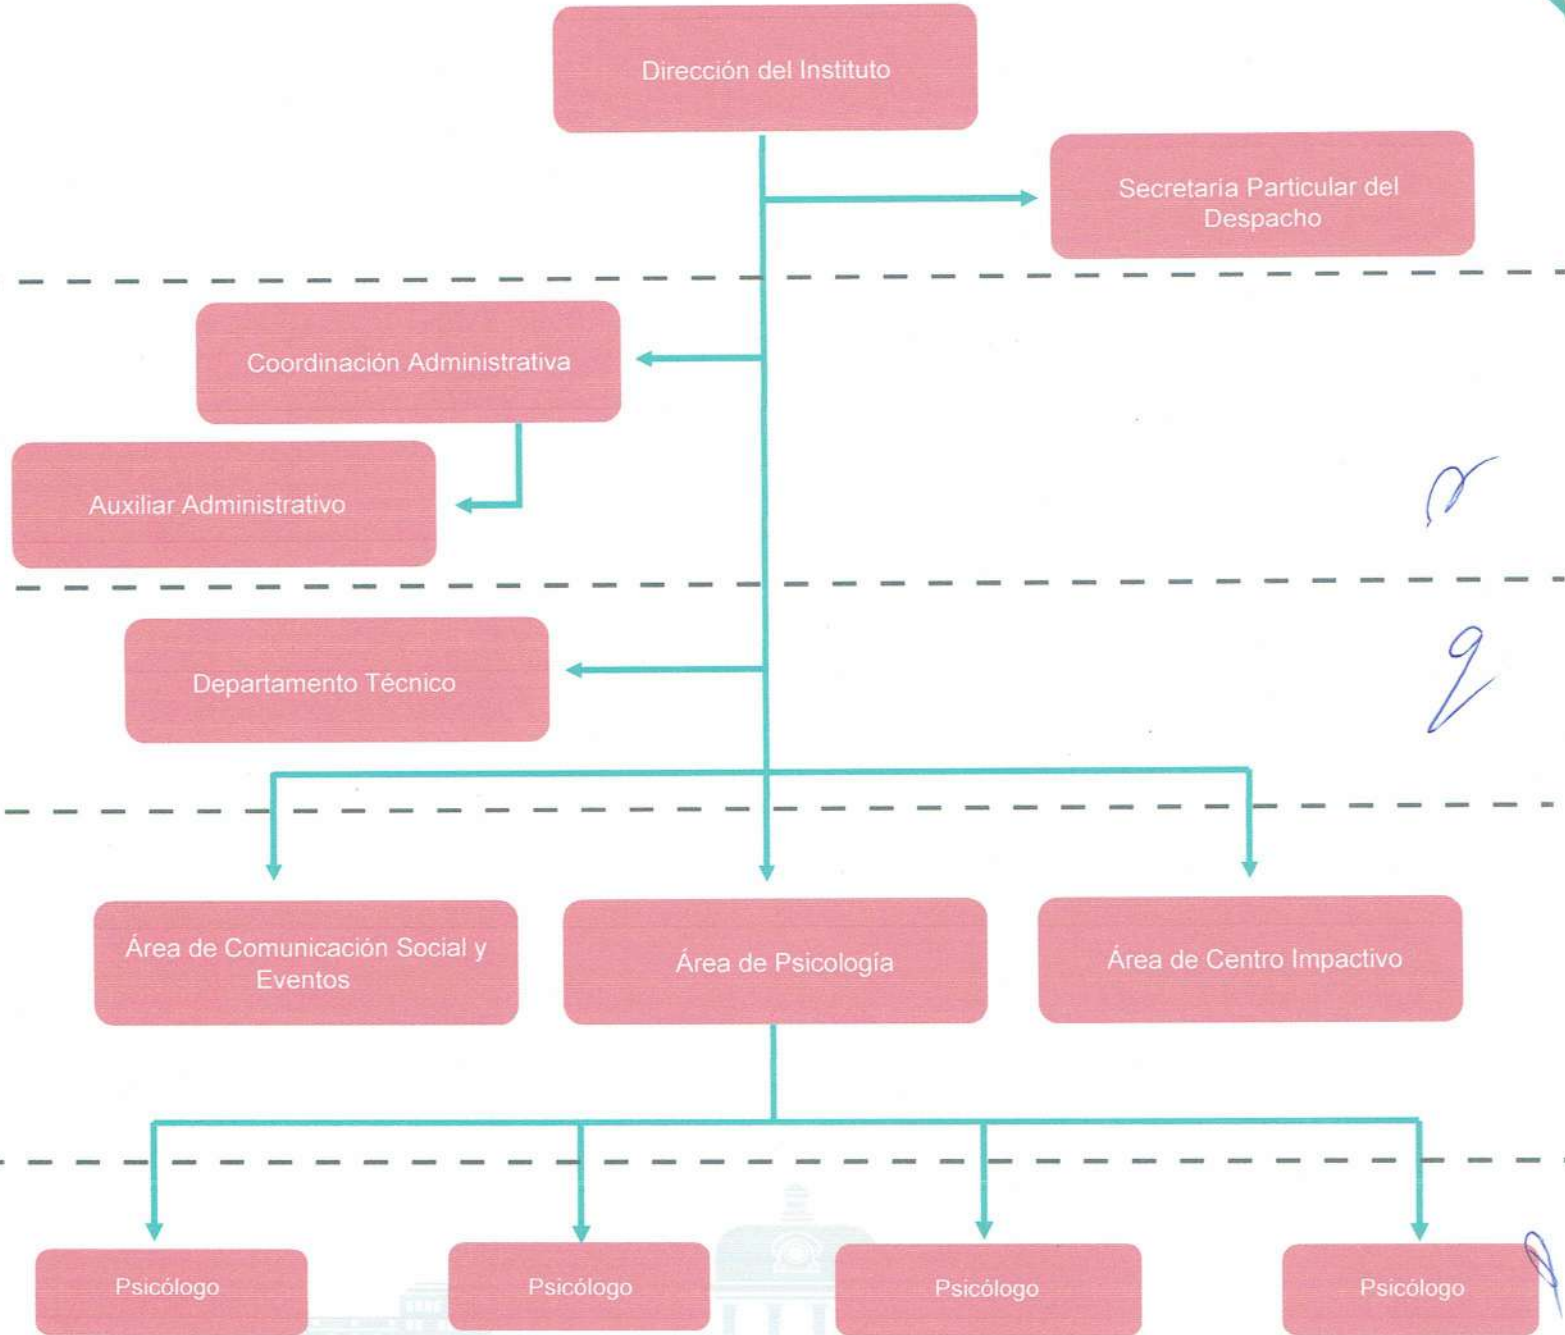 Dirección del Instituto
Secretaría Particular del
Despacho
Coordinación Administrativa
Auxiliar Administrativo
Departamento Técnico
Área de Comunicación Social y
Eventos
Área de Psicología
Área de Centro Impactivo
Psicólogo
Psicólogo
Psicólogo
Psicólogo